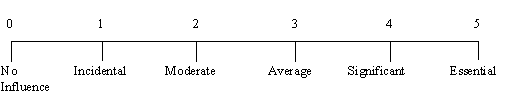 0 1 2 3 4 5
No Incidental Moderate Average Significant Essential
Influence